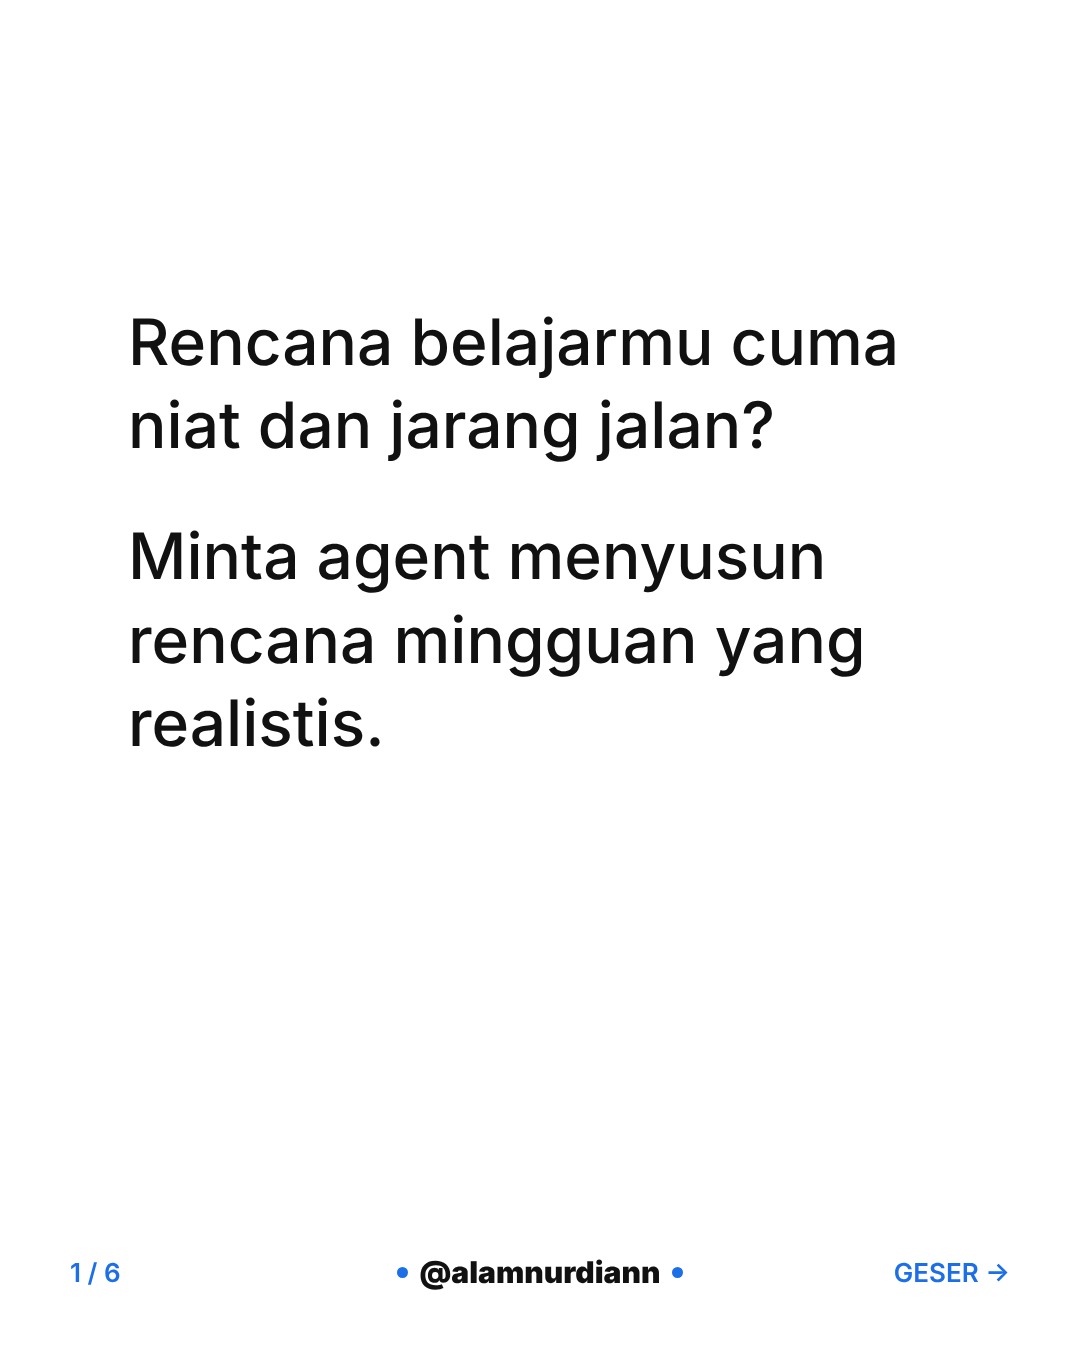 Rencana belajarmu cuma
niat dan jarang jalan?
Minta agent menyusun
rencana mingguan yang
realistis.
1 / 6
• @alamnurdiann •
GESER →